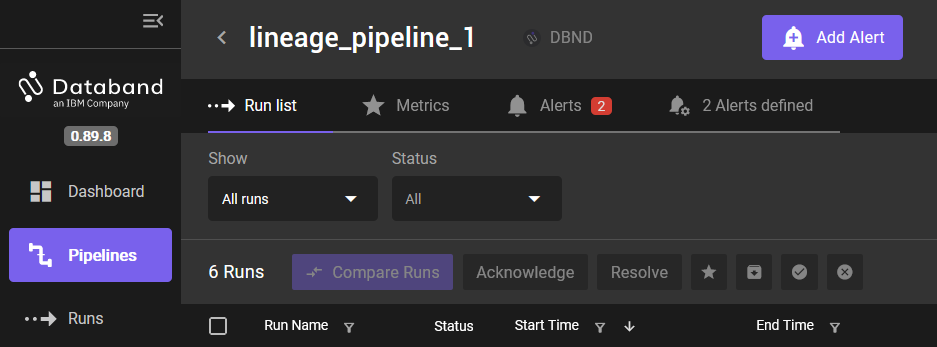 lineage_pipeline_1
DBND
Add Alert
Databand
an IBM Company
0.89.8
Dashboard
Pipelines
Runs
Run list
Metrics
Alerts 2
2 Alerts defined
Show
Status
All runs
All
6 Runs
Compare Runs
Acknowledge
Resolve
Run Name
Status
Start Time
End Time